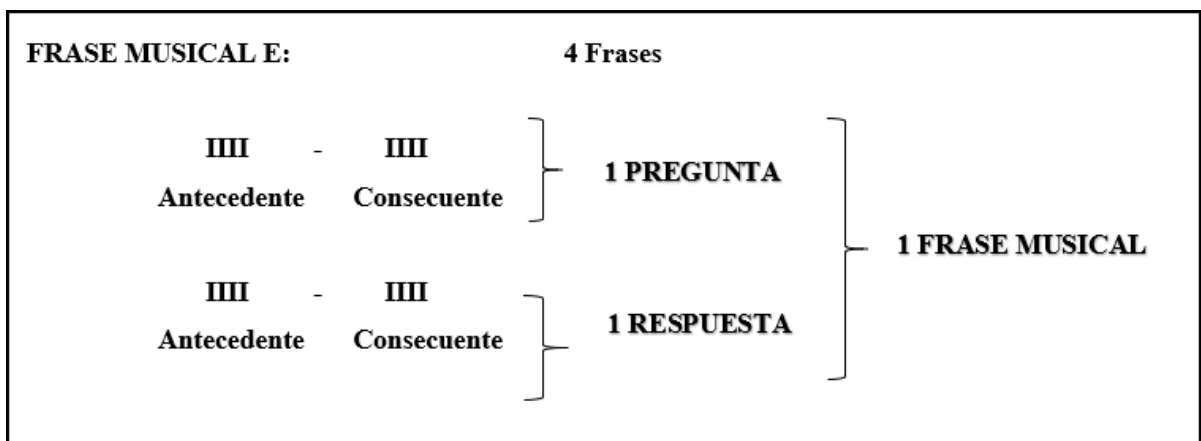 FRASE MUSICAL E: 4 Frases
IIII - IIII
Antecedente Consecuente
1 PREGUNTA
1 FRASE MUSICAL
IIII - IIII
Antecedente Consecuente
1 RESPUESTA